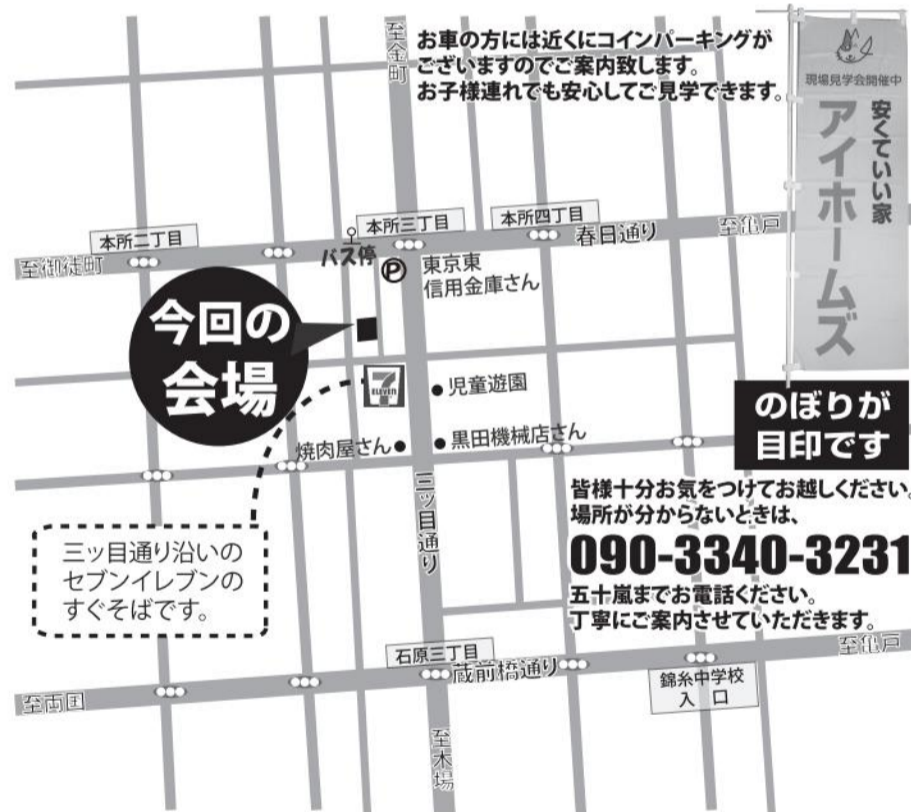 至金町
お車の方には近くにコインパーキングが
ございますのでご案内致します。
お子様連れでも安心してご見学できます。
現場見学会開催中
安くていい家
アイホームズ
本所二丁目
本所三丁目
本所四丁目
春日通り
至亀戸
至御徒町
バス停
P
東京東
信用金庫さん
今回の
会場
7
ELEVEN
児童遊園
のぼりが
目印です
焼肉屋さん
黒田機械店さん
三ッ目通り
皆様十分お気をつけてお越しください。
場所が分からないときは、
090-3340-3231
五十嵐までお電話ください。
丁寧にご案内させていただきます。
三ッ目通り沿いの
セブンイレブンの
すぐそばです。
石原三丁目
蔵前橋通り
至亀戸
至両国
錦糸中学校
入口
至木場